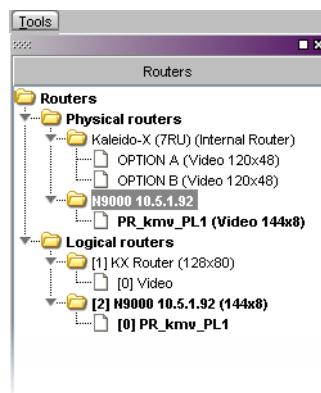 Tools
Routers
Routers
Physical routers
Kaleido-X (7RU) (Internal Router)
OPTION A (Video 120x48)
OPTION B (Video 120x48)
N9000 10.5.1.92
PR_kmv_PL1 (Video 144x8)
Logical routers
[1] KX Router (128x80)
[0] Video
[2] N9000 10.5.1.92 (144x8)
[0] PR_kmv_PL1